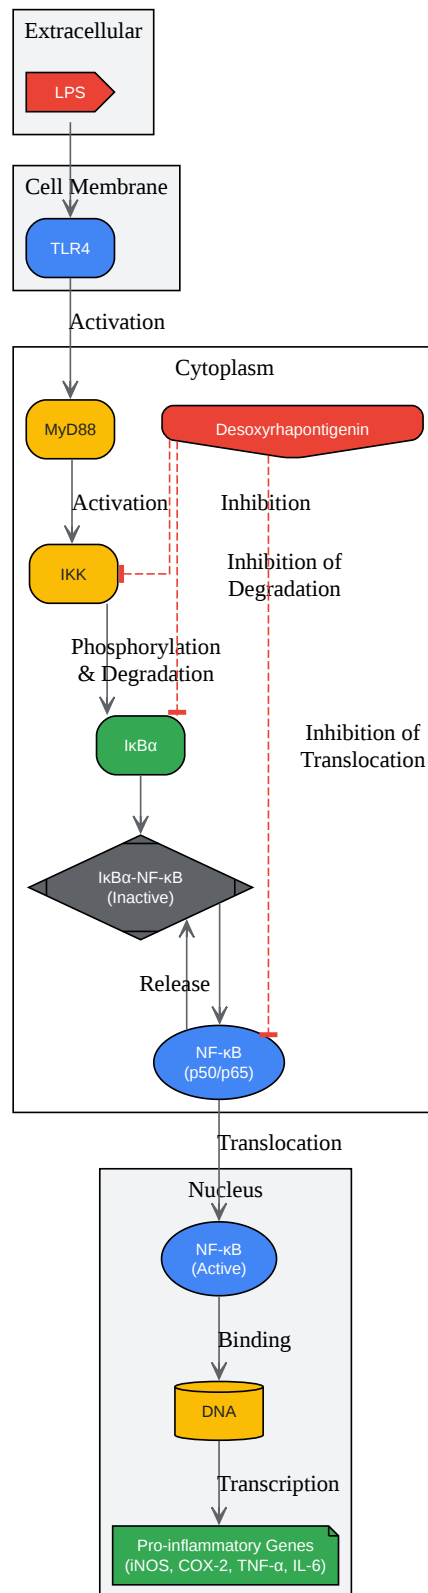 Extracellular
LPS
Cell Membrane
TLR4
Activation
Cytoplasm
MyD88
Desoxyrhapontigenin
Activation
Inhibition
IKK
Inhibition of
Degradation
Phosphorylation
& Degradation
IκBα
Inhibition of
Translocation
IκBα-NF-κB
(Inactive)
Release
NF-κB
(p50/p65)
Translocation
Nucleus
NF-κB
(Active)
Binding
DNA
Transcription
Pro-inflammatory Genes
(iNOS, COX-2, TNF-α, IL-6)